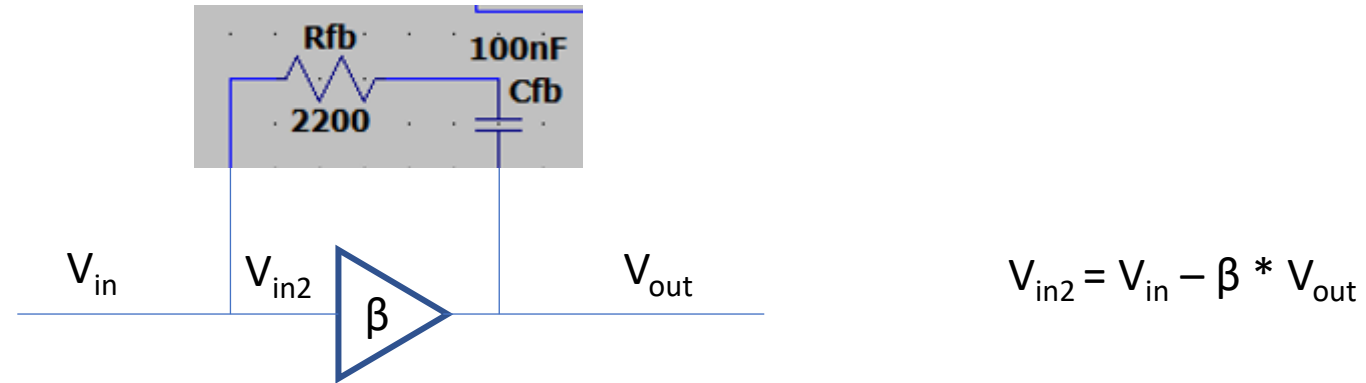 Rfb
100nF
Cfb
2200
Vin
Vin2
β
Vout
Vin2 = Vin – β * Vout